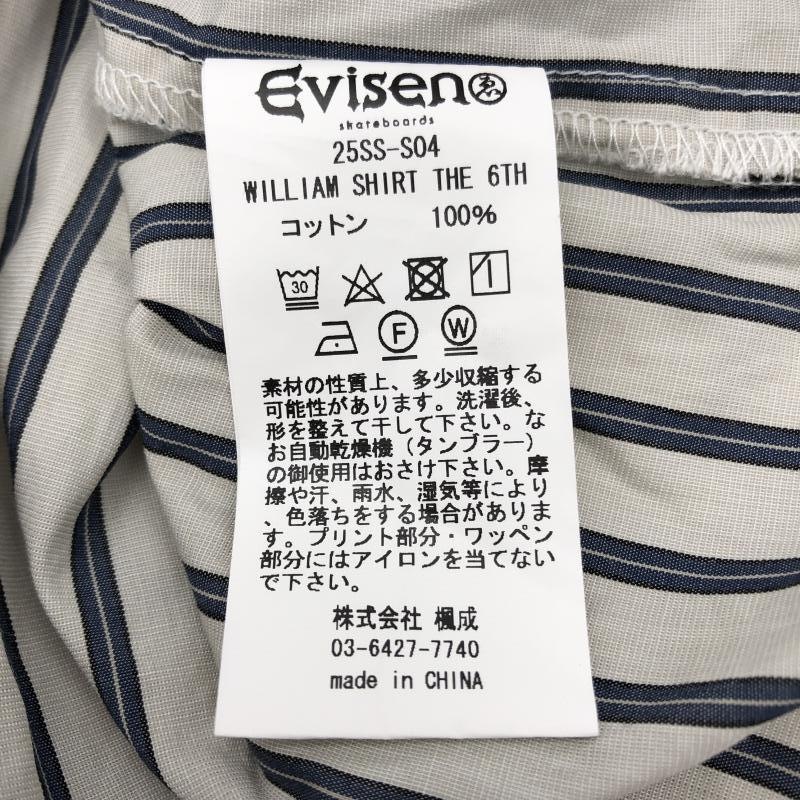 Evisen ゑ
skateboards
25SS-S04
WILLIAM SHIRT THE 6TH
コットン 100%
30
F W
素材の性質上、多少収縮する
可能性があります。洗濯後、
形を整えて干して下さい。な
お自動乾燥機（タンブラー）
の御使用はおさけ下さい。摩
擦や汗、雨水、湿気等により
、色落ちをする場合がありま
す。プリント部分・ワッペン
部分にはアイロンを当てない
で下さい。
株式会社 楓成
03-6427-7740
made in CHINA